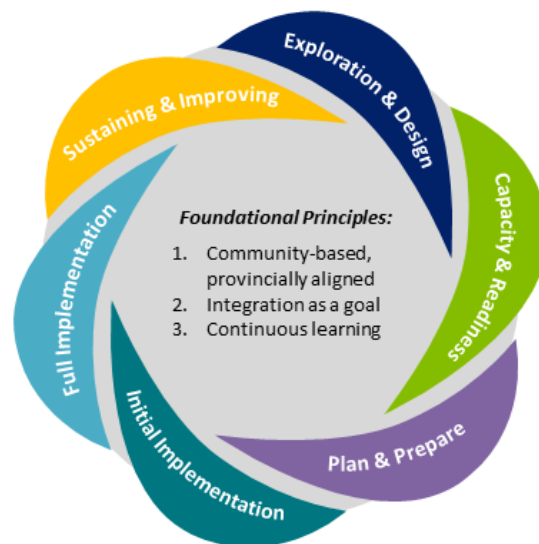 Exploration & Design
Capacity & Readiness
Plan & Prepare
Initial Implementation
Full Implementation
Sustaining & Improving
Foundational Principles:
1. Community-based,
provincially aligned
2. Integration as a goal
3. Continuous learning